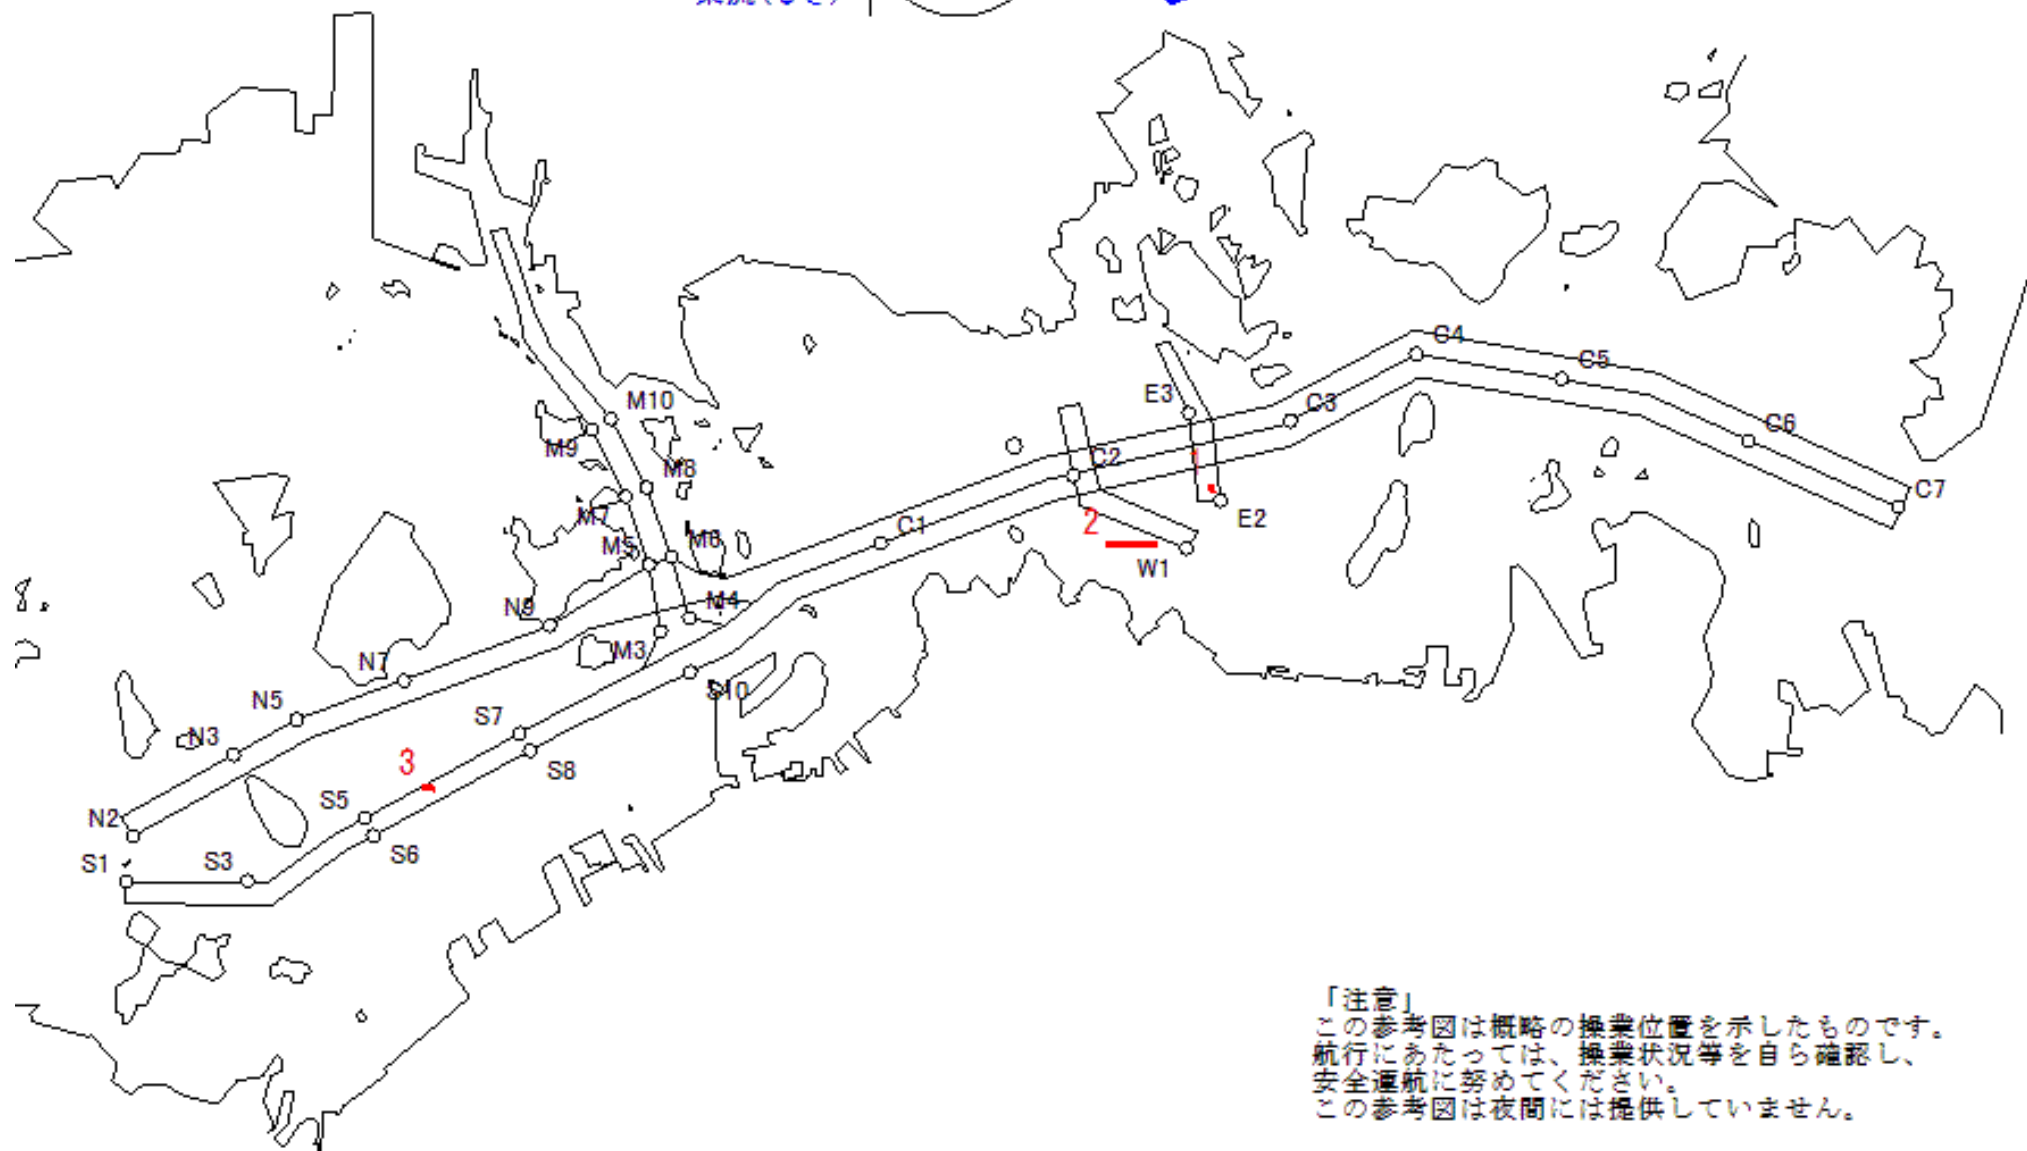 C4
C5
M10
E3
C3
C6
M9
M8
C2
1
C7
M7
C1
2
E2
M5
M6
W1
N9
M4
M3
N7
S10
N5
S7
N3
3
S8
S5
N2
S6
S1
S3
「注意」
この参考図は概略の操業位置を示したものです。
航行にあたっては、操業状況等を自ら確認し、
安全運航に努めてください。
この参考図は夜間には提供していません。